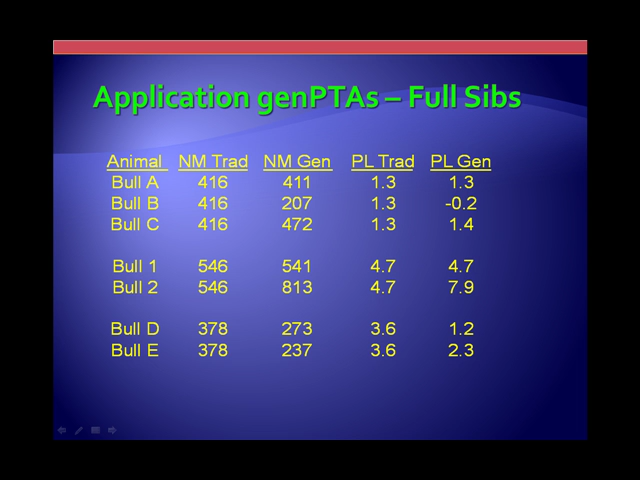 Application genPTAs – Full Sibs
Animal NM Trad NM Gen PL Trad PL Gen
Bull A 416 411 1.3 1.3
Bull B 416 207 1.3 -0.2
Bull C 416 472 1.3 1.4
Bull 1 546 541 4.7 4.7
Bull 2 546 813 4.7 7.9
Bull D 378 273 3.6 1.2
Bull E 378 237 3.6 2.3